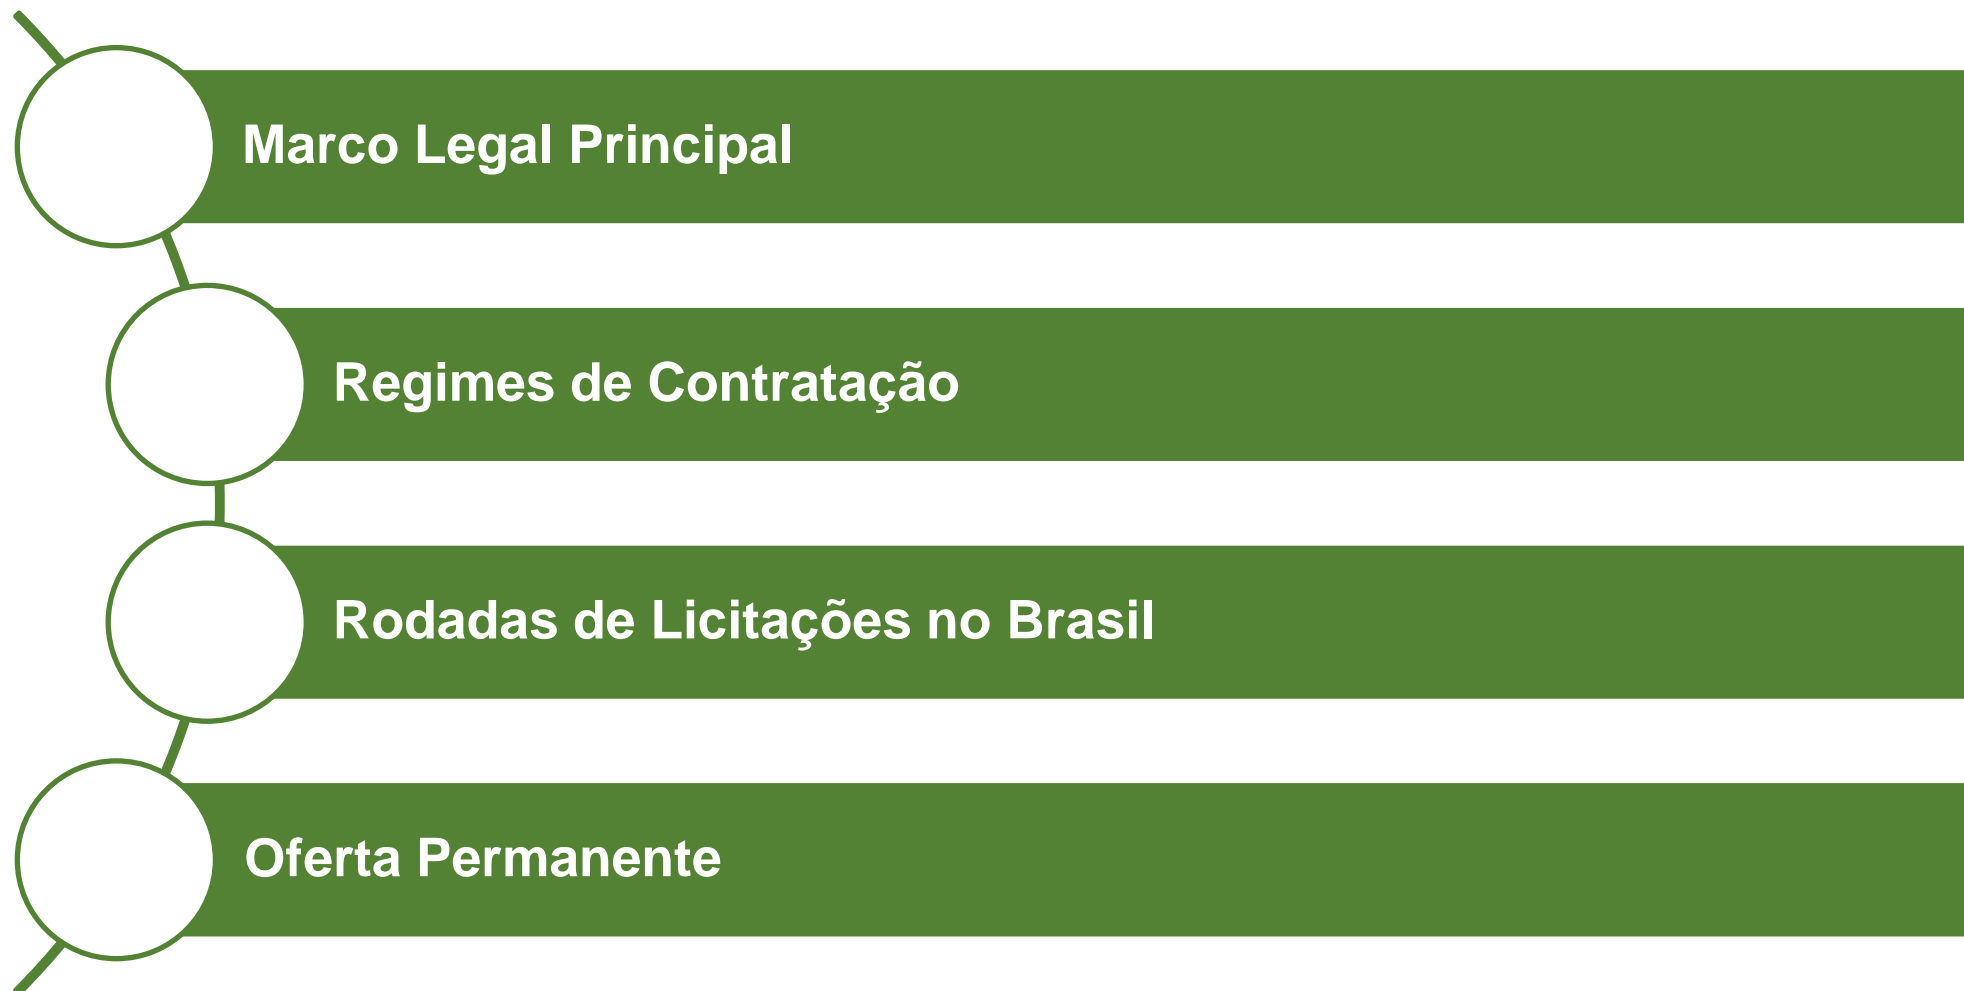 Marco Legal Principal
Regimes de Contratação
Rodadas de Licitações no Brasil
Oferta Permanente